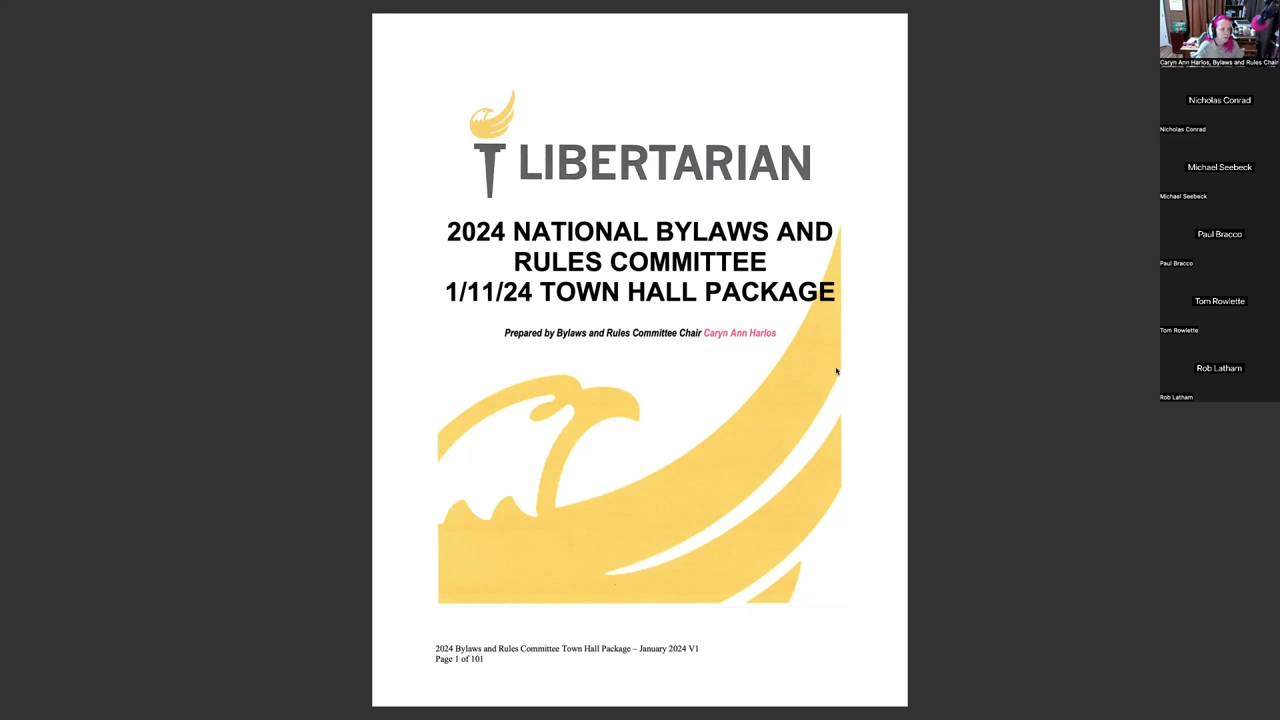 LIBERTARIAN
2024 NATIONAL BYLAWS AND
RULES COMMITTEE
1/11/24 TOWN HALL PACKAGE
Prepared by Bylaws and Rules Committee Chair Caryn Ann Harlos
2024 Bylaws and Rules Committee Town Hall Package – January 2024 V1
Page 1 of 101
Caryn Ann Harlos, Bylaws and Rules Chair
Nicholas Conrad
Nicholas Conrad
Michael Seebeck
Michael Seebeck
Paul Bracco
Paul Bracco
Tom Rowlette
Tom Rowlette
Rob Latham
Rob Latham